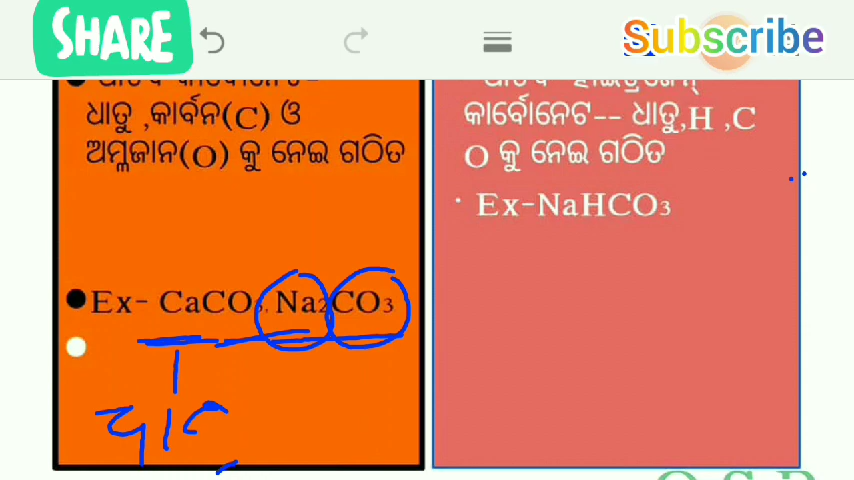 SHARE
Subscribe
ଧାତୁ ,କାର୍ବନ(C) ଓ
ଅମ୍ଳଜାନ(O) କୁ ନେଇ ଗଠିତ
Ex- CaCO3, Na2CO3
କାର୍ବୋନେଟ-- ଧାତୁ,H ,C
O କୁ ନେଇ ଗଠିତ
Ex-NaHCO3